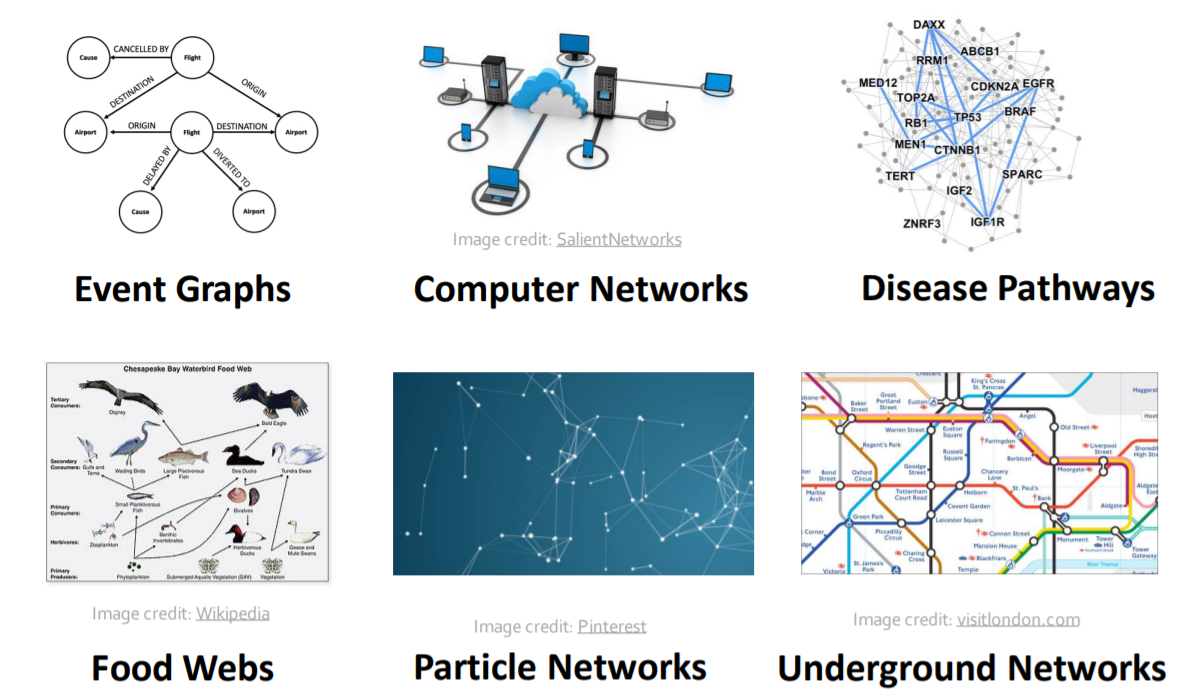 CANCELLED BY
Cause
Flight
DESTINATION
ORIGIN
Airport
ORIGIN
Flight
DESTINATION
Airport
DELAYED BY
DIVERTED TO
Cause
Airport
Event Graphs
Image credit: SalientNetworks
Computer Networks
DAXX
ABCB1
RRM1
MED12
CDKN2A
EGFR
TOP2A
BRAF
TP53
RB1
MEN1
CTNNB1
TERT
SPARC
IGF2
ZNRF3
IGF1R
Disease Pathways
Chesapeake Bay Waterbird Food Web
Tertiary
Consumers:
Osprey
Bald Eagle
Secondary
Consumers:
Gulls and
Terns
Wading Birds
Large Piscivorous
Fish
Sea Ducks
Tundra Swan
Primary
Consumers:
Small Planktivorous
Fish
Bivalves
Herbivores:
Zooplankton
Benthic
Invertebrates
Herbivorous
Ducks
Geese and
Mute Swans
Primary
Producers:
Phytoplankton
Submerged Aquatic Vegetation (SAV)
Vegetation
Image credit: Wikipedia
Food Webs
Image credit: Pinterest
Particle Networks
King's Cross
St. Pancras
Baker
Street
Great
Portland
Street
Euston
Angel
Old Street
Warren Street
Euston
Square
Farringdon
Liverpool
Street
Regent's Park
Russell
Square
Barbican
Moorgate
Bond
Street
Oxford
Circus
Goodge
Street
Chancery
Lane
St. Paul's
Marble
Arch
Tottenham
Court Road
Holborn
Bank
Aldgate
Covent Garden
Green Park
Leicester Square
Piccadilly
Circus
Cannon Street
Mansion House
Monument
Tower
Hill
Tower
Gateway
Charing
Cross
Blackfriars
St. James's
Park
Temple
River Thames
Image credit: visitlondon.com
Underground Networks